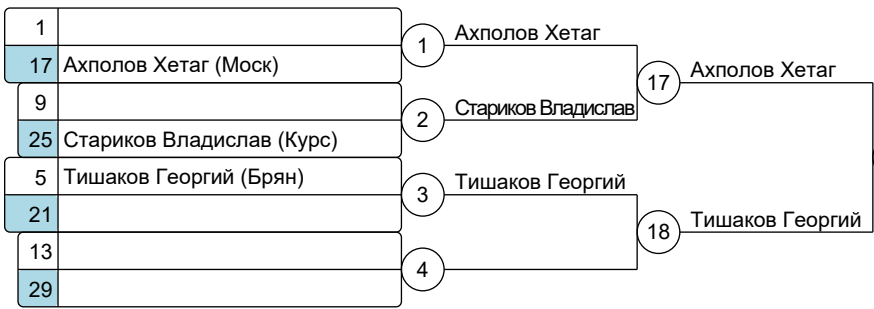 1
17 Ахполов Хетаг (Моск)
9
25 Стариков Владислав (Курс)
5 Тишаков Георгий (Брян)
21
13
29
1
Ахполов Хетаг
2
Стариков Владислав
3
Тишаков Георгий
4
17
Ахполов Хетаг
18
Тишаков Георгий